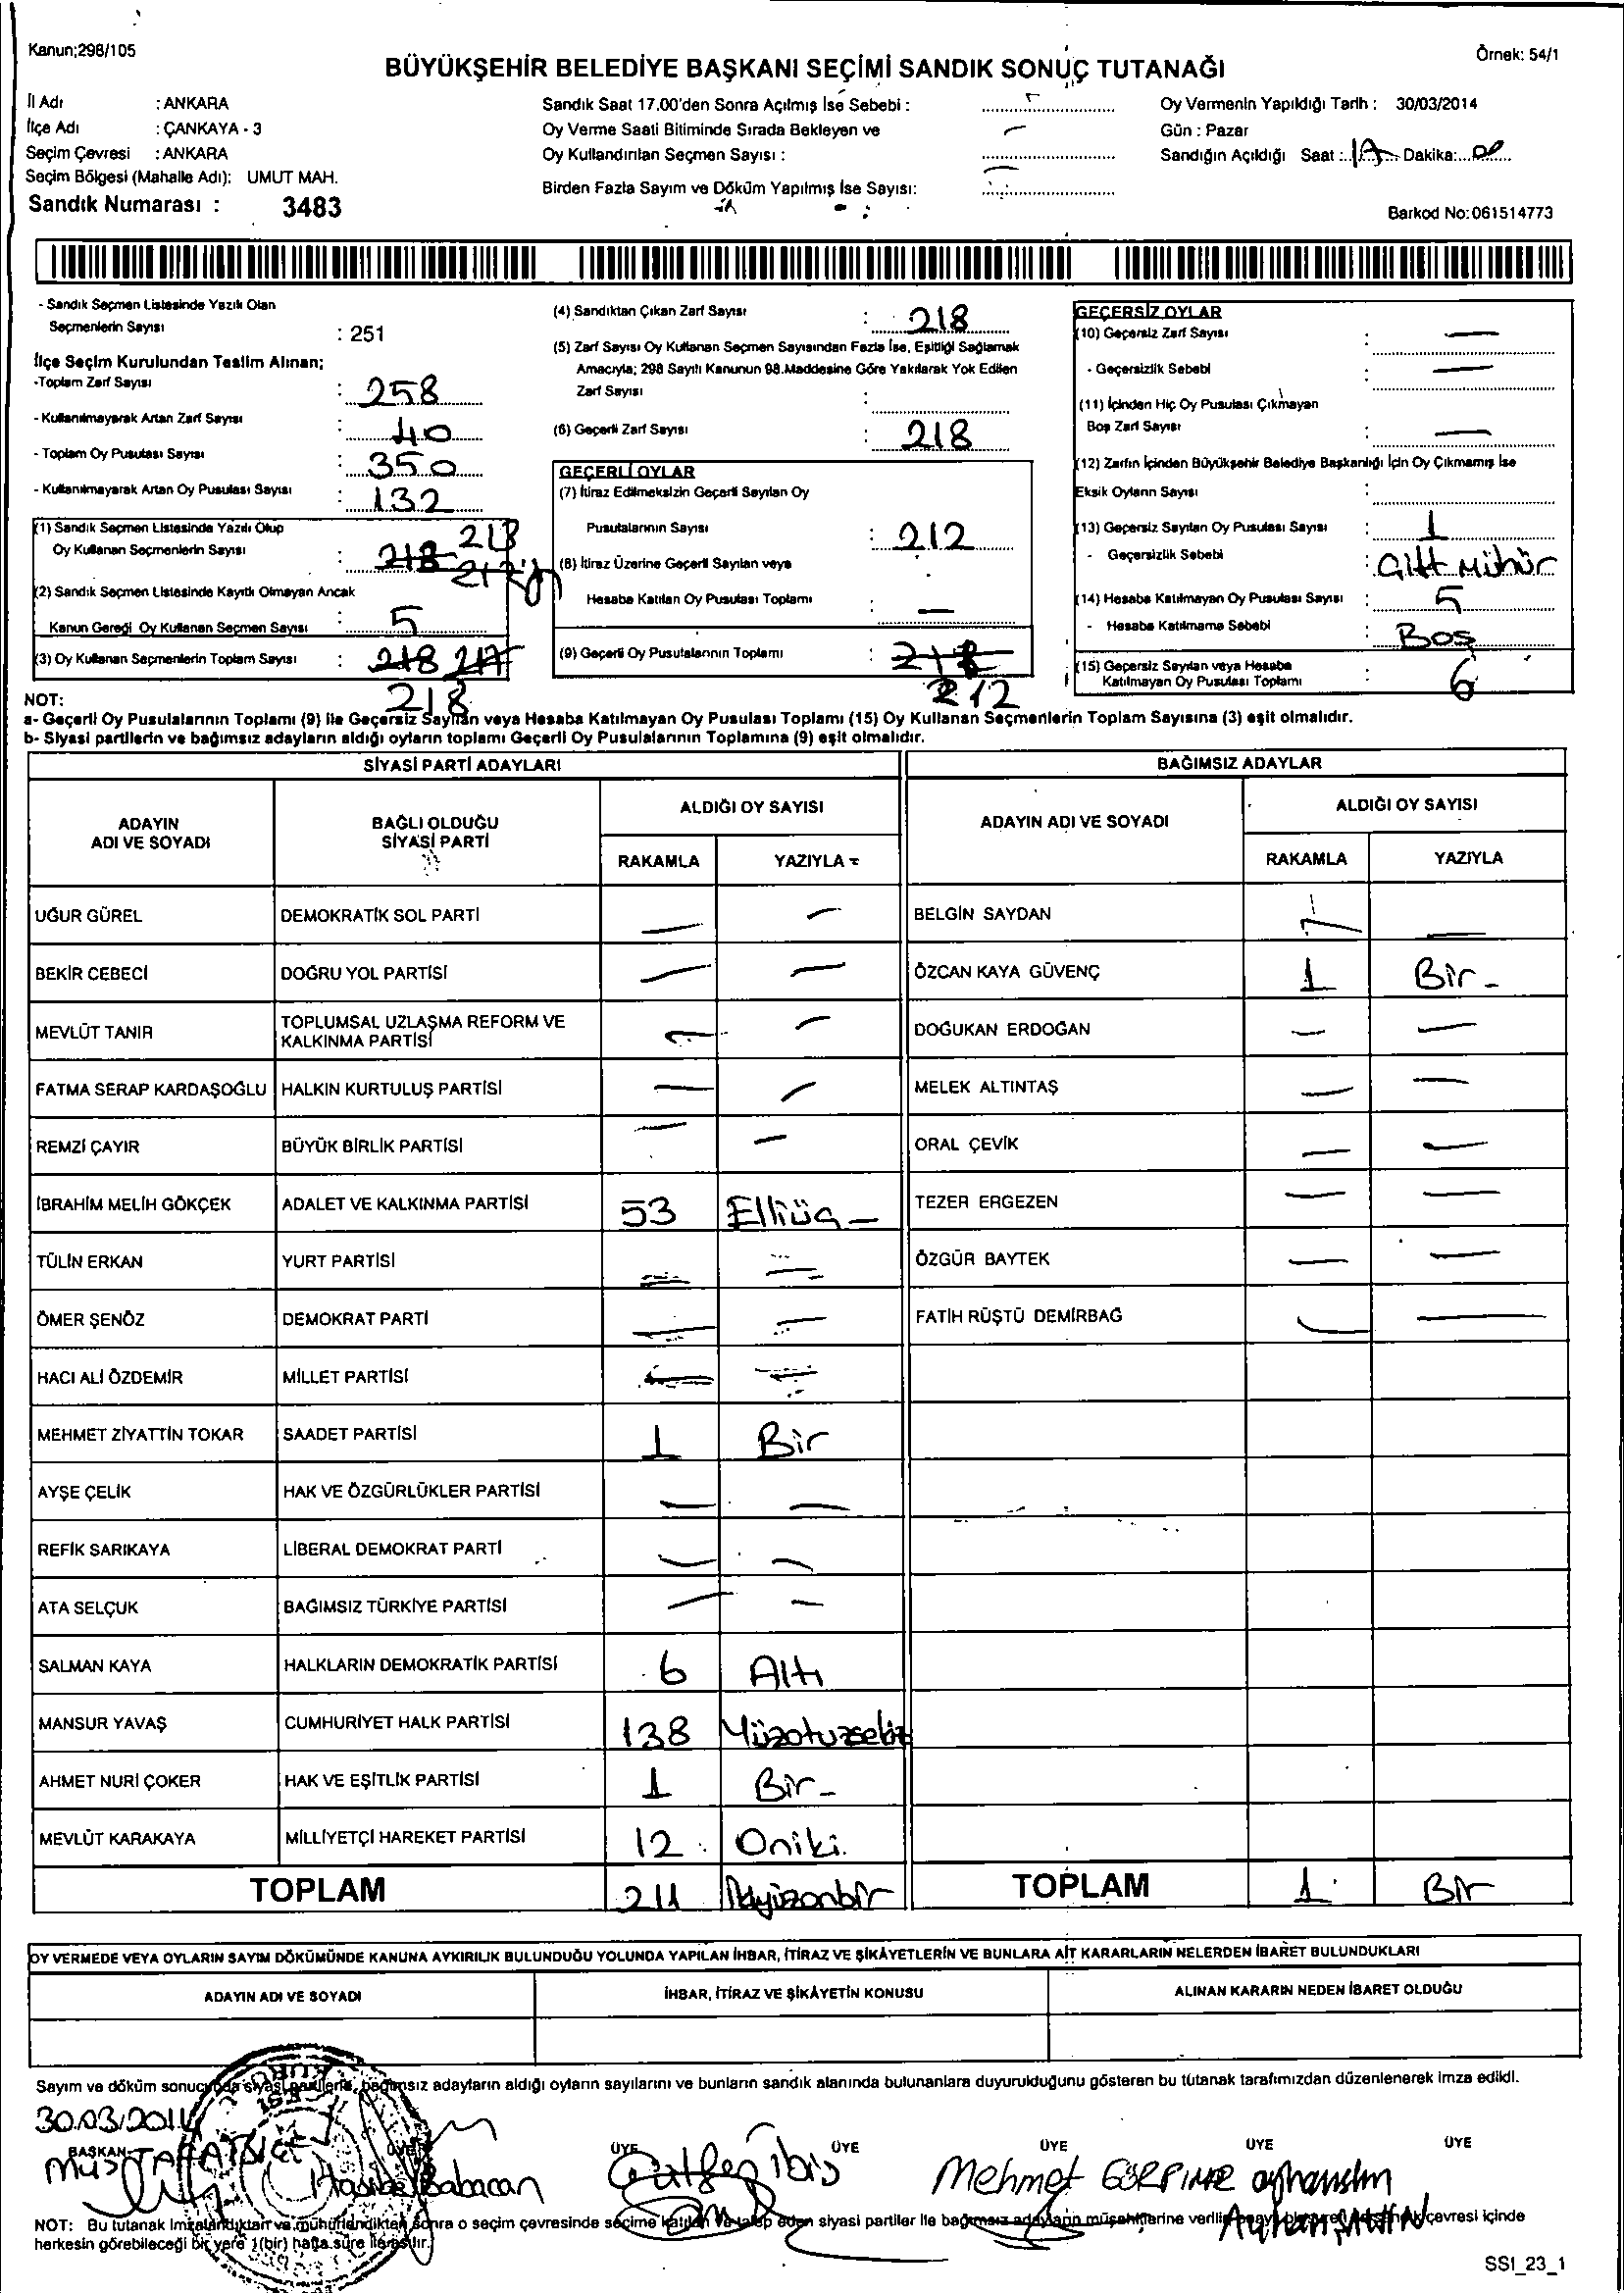 Kanun;298/105
Örnek: 54/1
BÜYÜKŞEHİR BELEDİYE BAŞKANI SEÇİMİ SANDIK SONUÇ TUTANAĞI
İl Adı : ANKARA
İlçe Adı : ÇANKAYA - 3
Seçim Çevresi : ANKARA
Seçim Bölgesi (Mahalle Adı): UMUT MAH.
Sandık Numarası : 3483
Sandık Saat 17.00'den Sonra Açılmış İse Sebebi :
Oy Verme Saati Bitiminde Sırada Bekleyen ve
Oy Kullandırılan Seçmen Sayısı :
Birden Fazla Sayım ve Döküm Yapılmış İse Sayısı:
Oy Vermenin Yapıldığı Tarih : 30/03/2014
Gün : Pazar
Sandığın Açıldığı Saat : 17 Dakika: 00
Barkod No:061514773
- Sandık Seçmen Listesinde Yazılı Olan
Seçmenlerin Sayısı : 251
İlçe Seçim Kurulundan Teslim Alınan;
-Toplam Zarf Sayısı : 258
- Kullanılmayarak Artan Zarf Sayısı : 40
- Toplam Oy Pusulası Sayısı : 350
- Kullanılmayarak Artan Oy Pusulası Sayısı : 132
(1) Sandık Seçmen Listesinde Yazılı Olup 213
Oy Kullanan Seçmenlerin Sayısı : 218
(2) Sandık Seçmen Listesinde Kayıtlı Olmayan Ancak
Kanun Gereği Oy Kullanan Seçmen Sayısı : 5
(3) Oy Kullanan Seçmenlerin Toplam Sayısı : 218 217
218
(4) Sandıktan Çıkan Zarf Sayısı : 218
(5) Zarf Sayısı Oy Kullanan Seçmen Sayısından Fazla İse, Eşitliği Sağlamak
Amacıyla; 298 Sayılı Kanunun 98.Maddesine Göre Yakılarak Yok Edilen
Zarf Sayısı :
(6) Geçerli Zarf Sayısı : 218
GEÇERLİ OYLAR
(7) İtiraz Edilmeksizin Geçerli Sayılan Oy
Pusulalarının Sayısı : 212
(8) İtiraz Üzerine Geçerli Sayılan veya
Hesaba Katılan Oy Pusulası Toplamı : —
(9) Geçerli Oy Pusulalarının Toplamı : 218
212
GEÇERSİZ OYLAR
(10) Geçersiz Zarf Sayısı : —
- Geçersizlik Sebebi : —
(11) İçinden Hiç Oy Pusulası Çıkmayan
Boş Zarf Sayısı : —
(12) Zarfın İçinden Büyükşehir Belediye Başkanlığı İçin Oy Çıkmamış İse
Eksik Oyların Sayısı :
(13) Geçersiz Sayılan Oy Pusulası Sayısı : 1
- Geçersizlik Sebebi : Çift Mühür
(14) Hesaba Katılmayan Oy Pusulası Sayısı : 5
- Hesaba Katılmama Sebebi : Boş
(15) Geçersiz Sayılan veya Hesaba
Katılmayan Oy Pusulası Toplamı : 6
NOT:
a- Geçerli Oy Pusulalarının Toplamı (9) ile Geçersiz Sayılan veya Hesaba Katılmayan Oy Pusulası Toplamı (15) Oy Kullanan Seçmenlerin Toplam Sayısına (3) eşit olmalıdır.
b- Siyasi partilerin ve bağımsız adayların aldığı oyların toplamı Geçerli Oy Pusulalarının Toplamına (9) eşit olmalıdır.
SİYASİ PARTİ ADAYLARI
ADAYIN ADI VE SOYADI
BAĞLI OLDUĞU SİYASİ PARTİ
ALDIĞI OY SAYISI
RAKAMLA YAZIYLA
UĞUR GÜREL DEMOKRATİK SOL PARTİ — —
BEKİR CEBECİ DOĞRU YOL PARTİSİ — —
MEVLÜT TANIR TOPLUMSAL UZLAŞMA REFORM VE KALKINMA PARTİSİ — —
FATMA SERAP KARDAŞOĞLU HALKIN KURTULUŞ PARTİSİ — —
REMZİ ÇAYIR BÜYÜK BİRLİK PARTİSİ — —
İBRAHİM MELİH GÖKÇEK ADALET VE KALKINMA PARTİSİ 53 Elliüç —
TÜLİN ERKAN YURT PARTİSİ — —
ÖMER ŞENÖZ DEMOKRAT PARTİ — —
HACI ALİ ÖZDEMİR MİLLET PARTİSİ — —
MEHMET ZİYATTİN TOKAR SAADET PARTİSİ 1 Bir
AYŞE ÇELİK HAK VE ÖZGÜRLÜKLER PARTİSİ — —
REFİK SARIKAYA LİBERAL DEMOKRAT PARTİ — —
ATA SELÇUK BAĞIMSIZ TÜRKİYE PARTİSİ — —
SALMAN KAYA HALKLARIN DEMOKRATİK PARTİSİ 6 Altı
MANSUR YAVAŞ CUMHURİYET HALK PARTİSİ 138 Yüzotuzsekiz
AHMET NURİ ÇOKER HAK VE EŞİTLİK PARTİSİ 1 Bir -
MEVLÜT KARAKAYA MİLLİYETÇİ HAREKET PARTİSİ 12 Oniki.
TOPLAM 211 İkiyüzonbir
BAĞIMSIZ ADAYLAR
ADAYIN ADI VE SOYADI
ALDIĞI OY SAYISI
RAKAMLA YAZIYLA
BELGİN SAYDAN — —
ÖZCAN KAYA GÜVENÇ 1 Bir -
DOĞUKAN ERDOĞAN — —
MELEK ALTINTAŞ — —
ORAL ÇEVİK — —
TEZER ERGEZEN — —
ÖZGÜR BAYTEK — —
FATİH RÜŞTÜ DEMİRBAĞ — —
TOPLAM 1 Bir
OY VERMEDE VEYA OYLARIN SAYIM DÖKÜMÜNDE KANUNA AYKIRILIK BULUNDUĞU YOLUNDA YAPILAN İHBAR, İTİRAZ VE ŞİKÂYETLERİN VE BUNLARA AİT KARARLARIN NELERDEN İBARET BULUNDUKLARI
ADAYIN ADI VE SOYADI İHBAR, İTİRAZ VE ŞİKÂYETİN KONUSU ALINAN KARARIN NEDEN İBARET OLDUĞU
Sayım ve döküm sonucunda siyasi partilerin, bağımsız adayların aldığı oyların sayılarını ve bunların sandık alanında bulunanlara duyurulduğunu gösteren bu tutanak tarafımızdan düzenlenerek imza edildi.
30.03.2014
BAŞKAN ÜYE ÜYE ÜYE ÜYE ÜYE ÜYE
Babacan
Mehmet GÜRPINAR
Ayhan ŞAHİN
NOT: Bu tutanak imzalandıktan ve mühürlendikten sonra o seçim çevresinde seçime katılan ve talep eden siyasi partiler ile bağımsız adayların müşahitlerine verilir çevresi içinde
herkesin görebileceği bir yere 1(bir) hafta süre ile asılır.
SSI_23_1